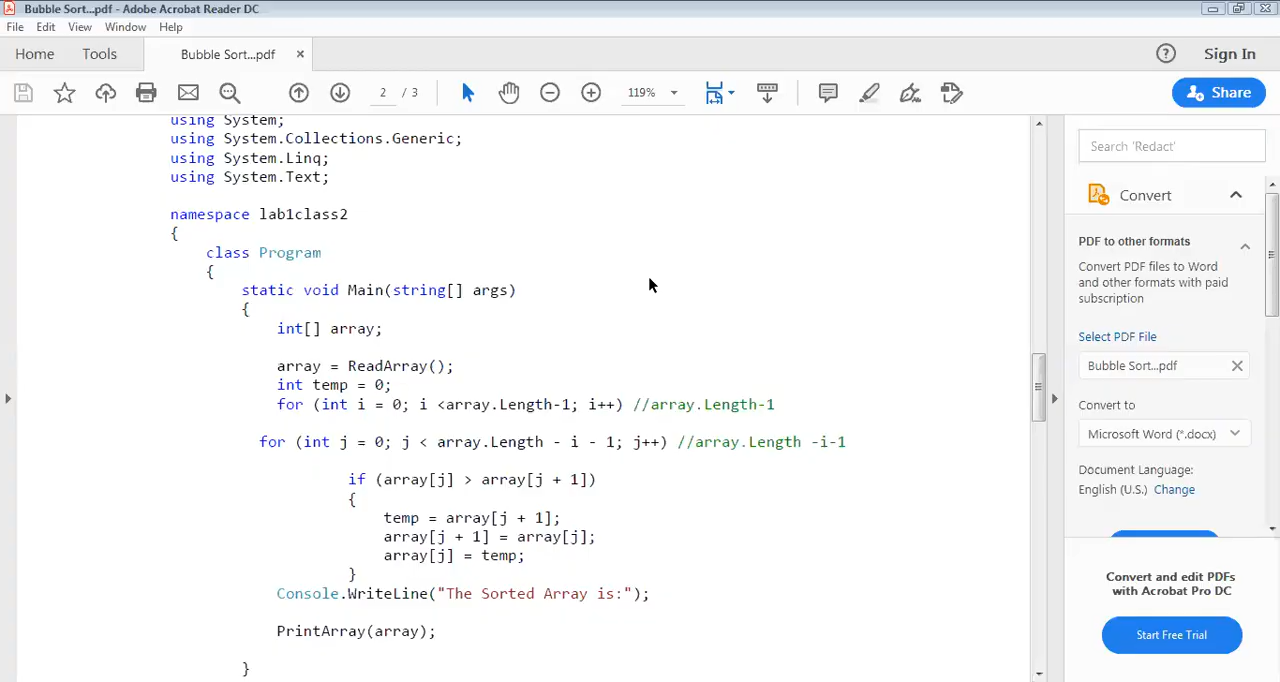 Bubble Sort...pdf - Adobe Acrobat Reader DC
File Edit View Window Help
Home Tools Bubble Sort...pdf × ? Sign In
2 / 3 119% Share
using System;
using System.Collections.Generic;
using System.Linq;
using System.Text;
namespace lab1class2
{
class Program
{
static void Main(string[] args)
{
int[] array;
array = ReadArray();
int temp = 0;
for (int i = 0; i <array.Length-1; i++) //array.Length-1
for (int j = 0; j < array.Length - i - 1; j++) //array.Length -i-1
if (array[j] > array[j + 1])
{
temp = array[j + 1];
array[j + 1] = array[j];
array[j] = temp;
}
Console.WriteLine("The Sorted Array is:");
PrintArray(array);
}
Search 'Redact'
Convert
PDF to other formats
Convert PDF files to Word
and other formats with paid
subscription
Select PDF File
Bubble Sort...pdf
Convert to
Microsoft Word (*.docx)
Document Language:
English (U.S.) Change
Convert and edit PDFs
with Acrobat Pro DC
Start Free Trial